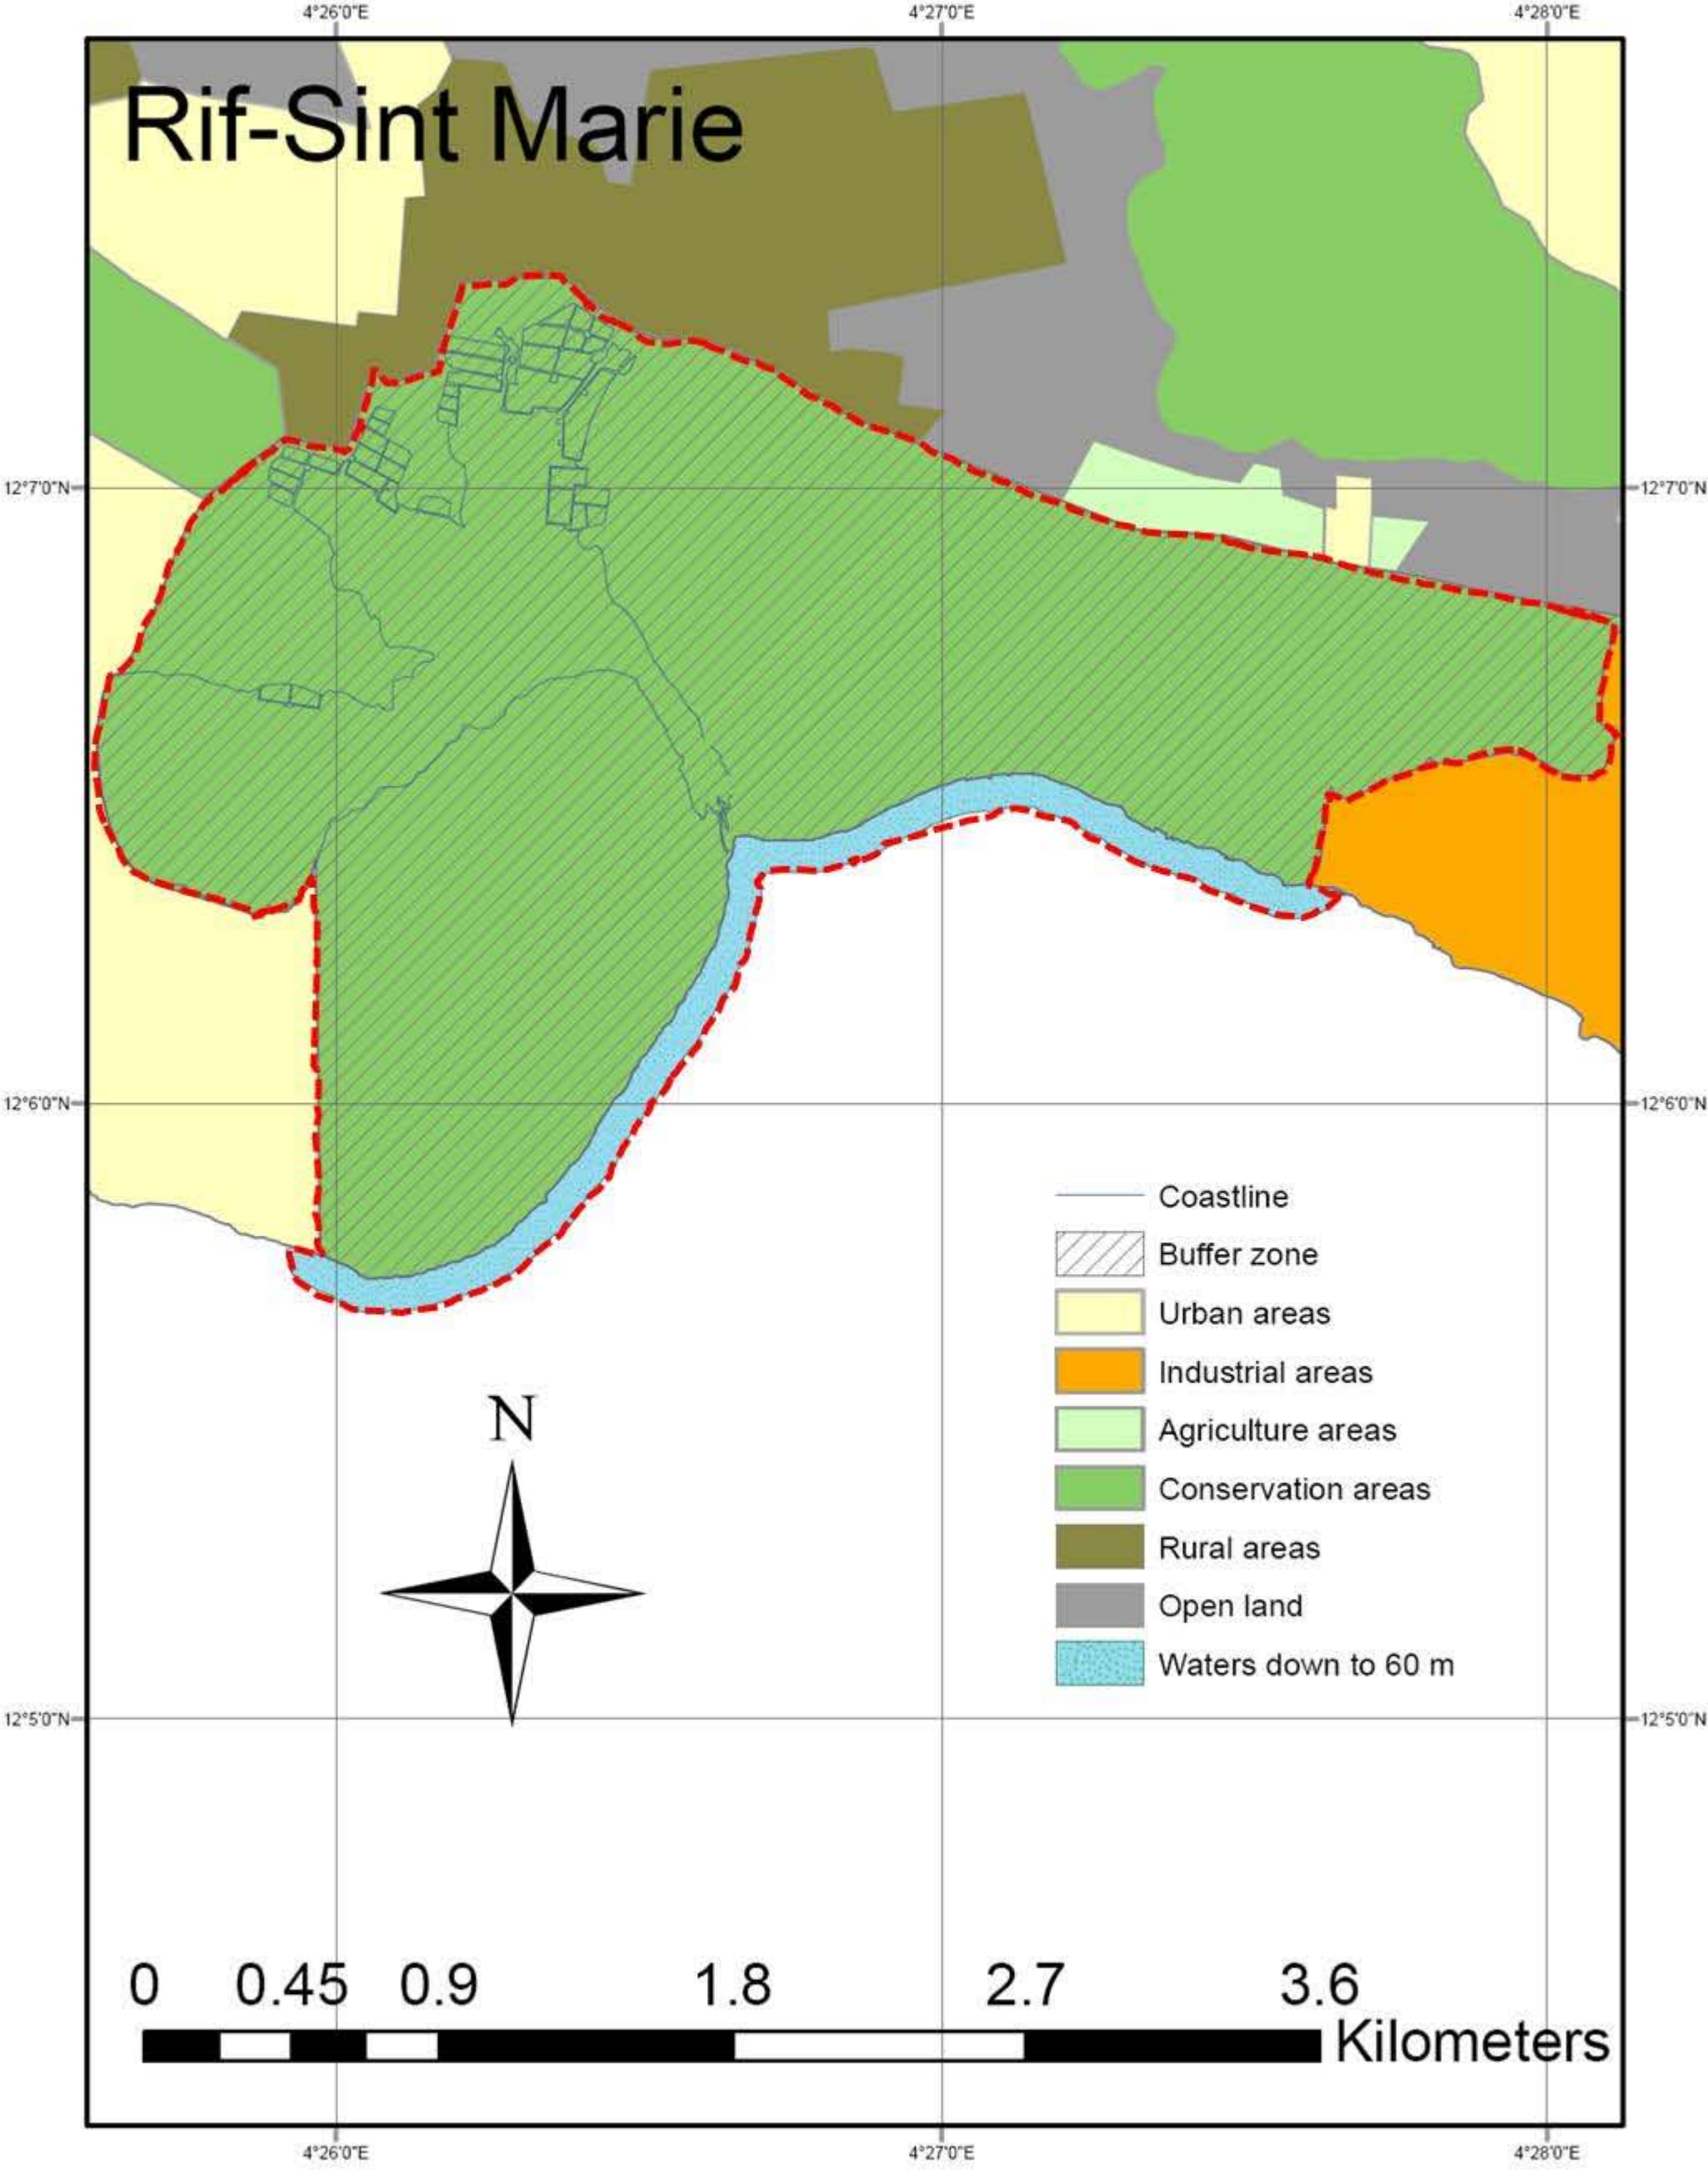 4°26'0"E 4°27'0"E 4°28'0"E
Rif-Sint Marie
12°7'0"N 12°7'0"N
12°6'0"N 12°6'0"N
Coastline
Buffer zone
Urban areas
Industrial areas
Agriculture areas
Conservation areas
Rural areas
Open land
Waters down to 60 m
N
12°5'0"N 12°5'0"N
0 0.45 0.9 1.8 2.7 3.6
Kilometers
4°26'0"E 4°27'0"E 4°28'0"E